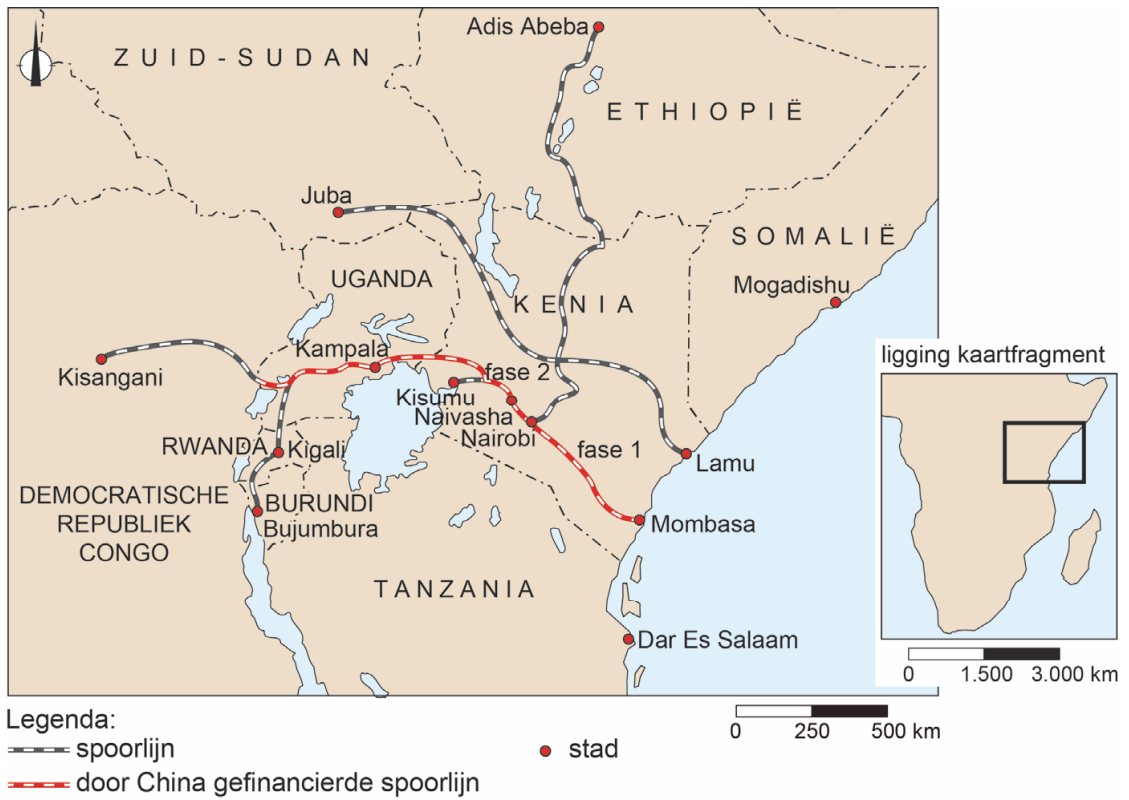 Adis Abeba
ZUID-SUDAN
ETHIOPIË
Juba
SOMALIË
UGANDA
Mogadishu
KENIA
Kampala
Kisangani
fase 2
Kisumu
Naivasha
Nairobi
fase 1
RWANDA
Kigali
Lamu
DEMOCRATISCHE
REPUBLIEK
CONGO
BURUNDI
Bujumbura
Mombasa
TANZANIA
Dar Es Salaam
ligging kaartfragment
0 1.500 3.000 km
0 250 500 km
Legenda:
spoorlijn
stad
door China gefinancierde spoorlijn